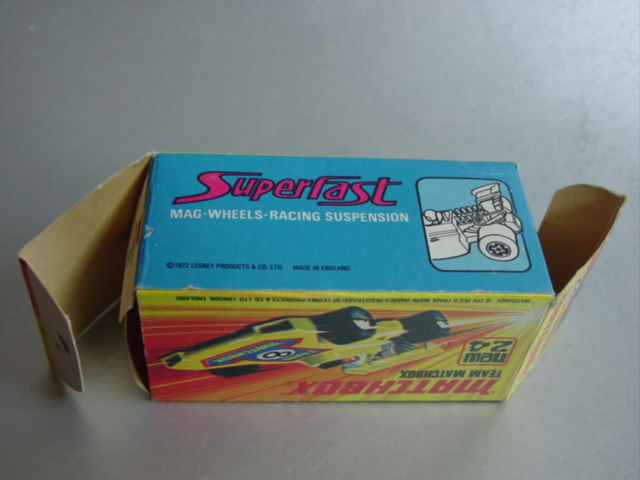 Superfast
MAG-WHEELS-RACING SUSPENSION
©1972 LESNEY PRODUCTS & CO. LTD. MADE IN ENGLAND
MATCHBOX
TEAM MATCHBOX
new
24
8
MATCHBOX